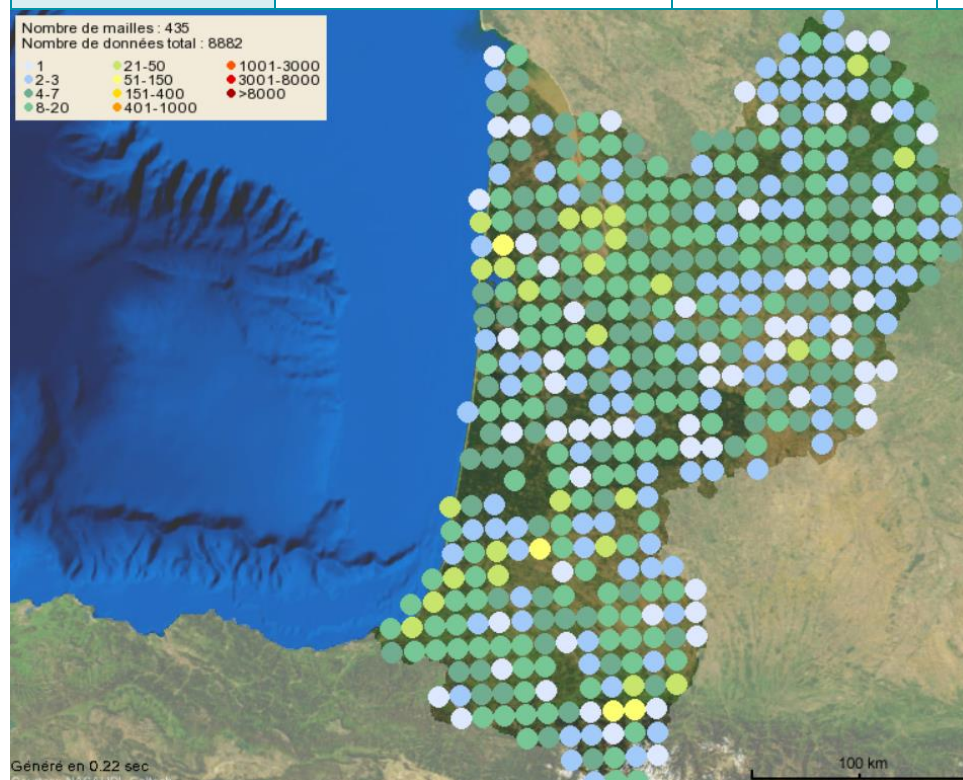 Nombre de mailles : 435
Nombre de données total : 8882
1 21-50 1001-3000
2-3 51-150 3001-8000
4-7 151-400 >8000
8-20 401-1000
Généré en 0.22 sec
100 km